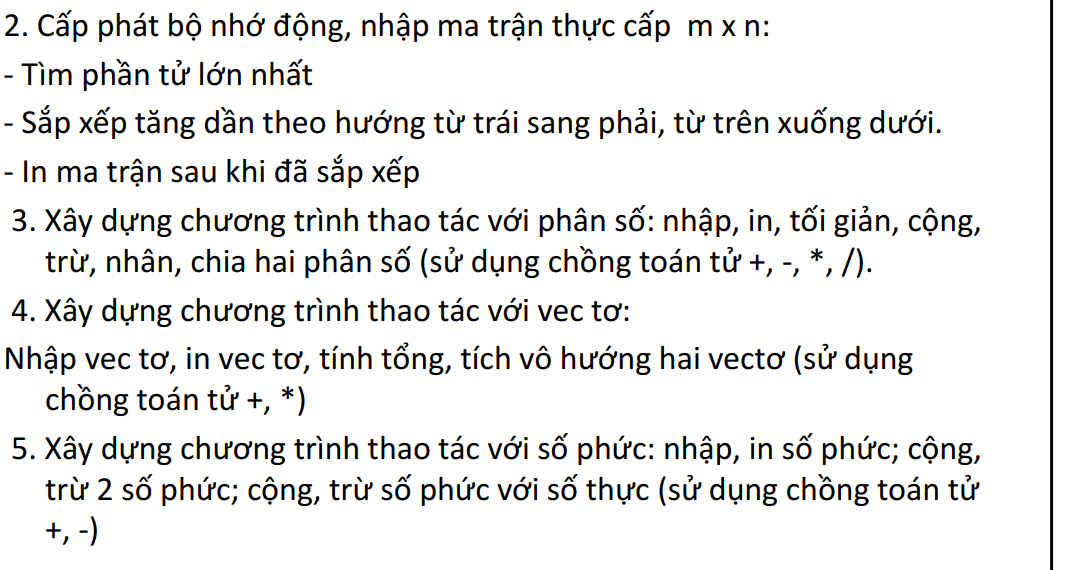 2. Cấp phát bộ nhớ động, nhập ma trận thực cấp m x n:
- Tìm phần tử lớn nhất
- Sắp xếp tăng dần theo hướng từ trái sang phải, từ trên xuống dưới.
- In ma trận sau khi đã sắp xếp
3. Xây dựng chương trình thao tác với phân số: nhập, in, tối giản, cộng,
trừ, nhân, chia hai phân số (sử dụng chồng toán tử +, -, *, /).
4. Xây dựng chương trình thao tác với vec tơ:
Nhập vec tơ, in vec tơ, tính tổng, tích vô hướng hai vectơ (sử dụng
chồng toán tử +, *)
5. Xây dựng chương trình thao tác với số phức: nhập, in số phức; cộng,
trừ 2 số phức; cộng, trừ số phức với số thực (sử dụng chồng toán tử
+, -)